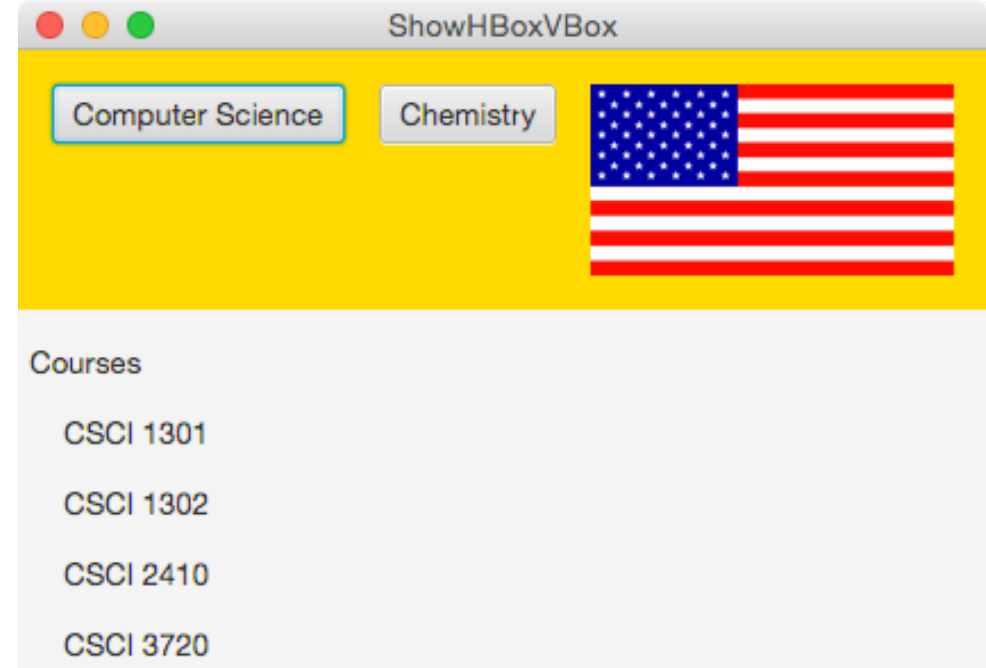 ShowHBoxVBox
Computer Science Chemistry
Courses
CSCI 1301
CSCI 1302
CSCI 2410
CSCI 3720